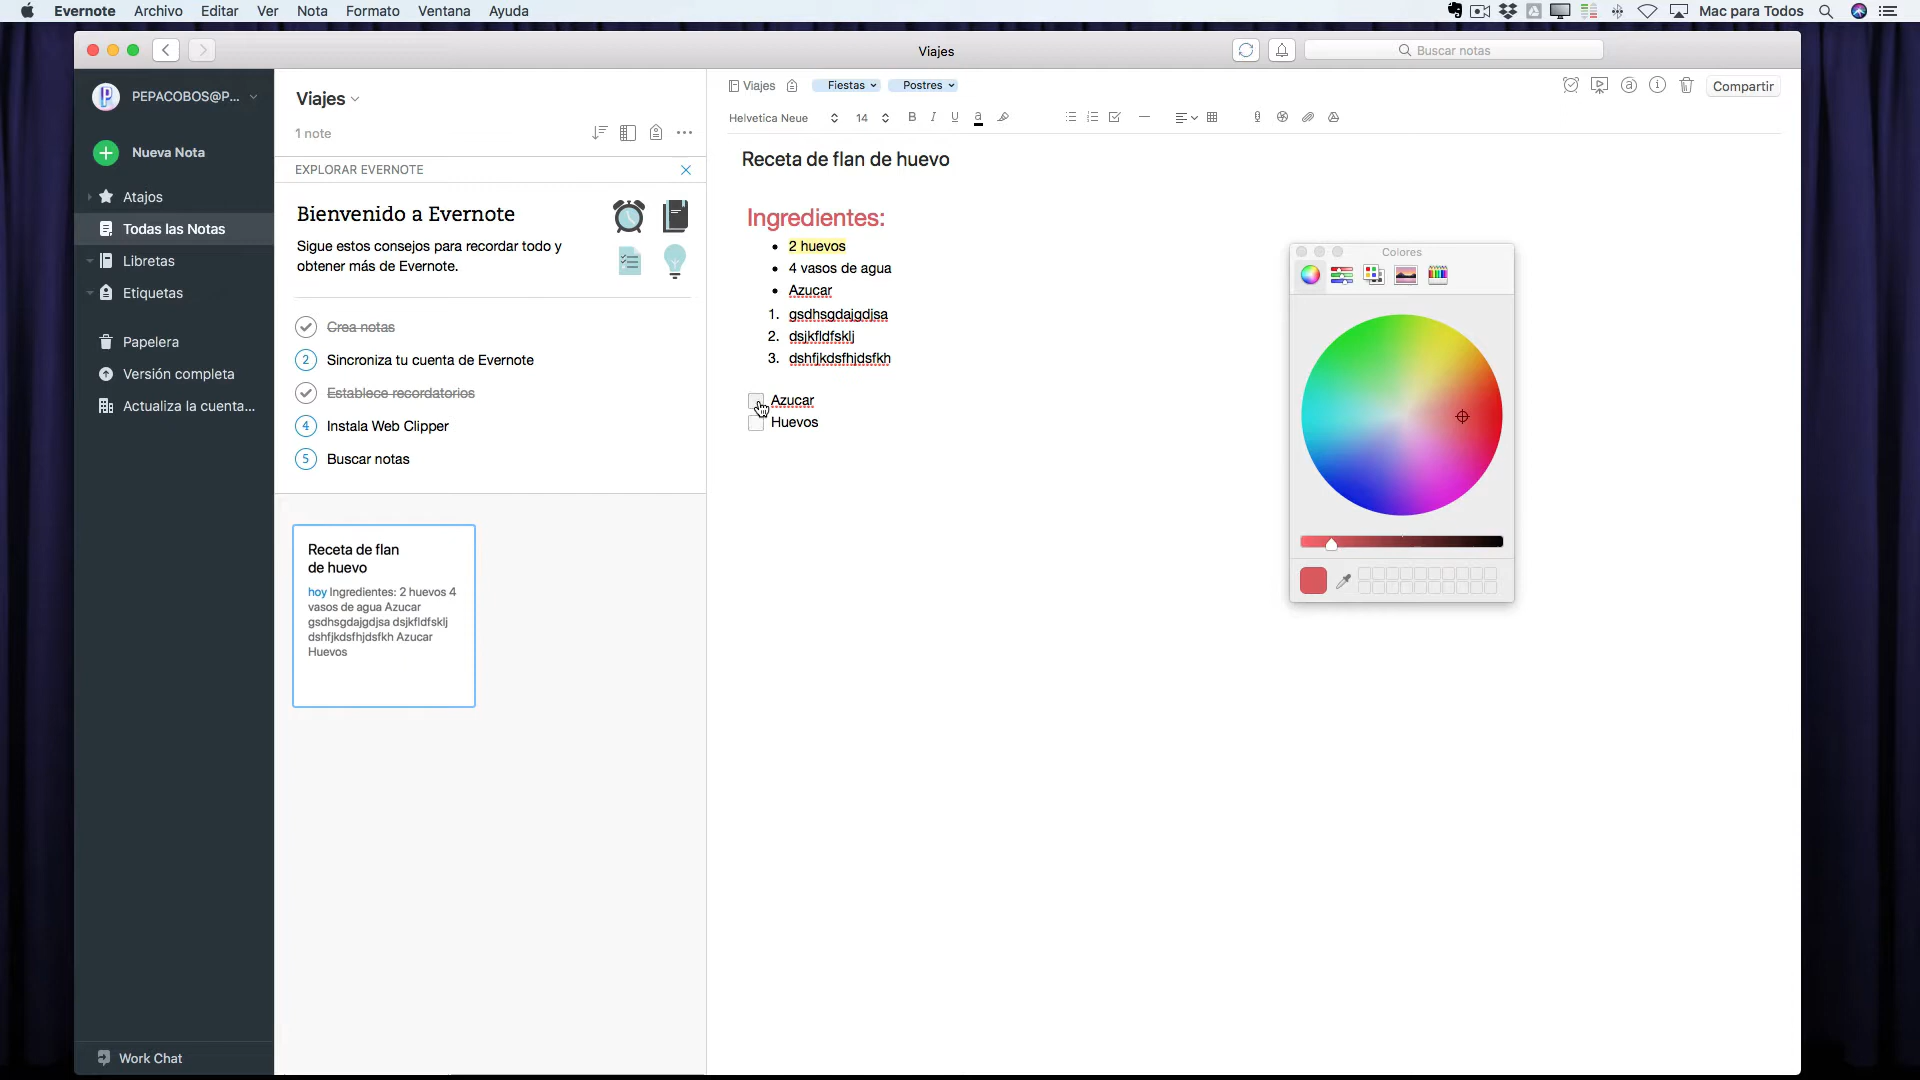 Evernote Archivo Editar Ver Nota Formato Ventana Ayuda Mac para Todos
Viajes
Buscar notas
PEPACOBOS@P...
Nueva Nota
Atajos
Todas las Notas
Libretas
Etiquetas
Papelera
Versión completa
Actualiza la cuenta...
Work Chat
Viajes
1 note
EXPLORAR EVERNOTE
Bienvenido a Evernote
Sigue estos consejos para recordar todo y
obtener más de Evernote.
Crea notas
2 Sincroniza tu cuenta de Evernote
Establece recordatorios
4 Instala Web Clipper
5 Buscar notas
Receta de flan
de huevo
hoy Ingredientes: 2 huevos 4
vasos de agua Azucar
gsdhsgdajgdjsa dsjkfldfsklj
dshfjkdsfhjdsfkh Azucar
Huevos
Viajes Fiestas Postres Compartir
Helvetica Neue 14 B I U a
Receta de flan de huevo
Ingredientes:
• 2 huevos
• 4 vasos de agua
• Azucar
1. gsdhsgdajgdjsa
2. dsjkfldfsklj
3. dshfjkdsfhjdsfkh
Azucar
Huevos
Colores